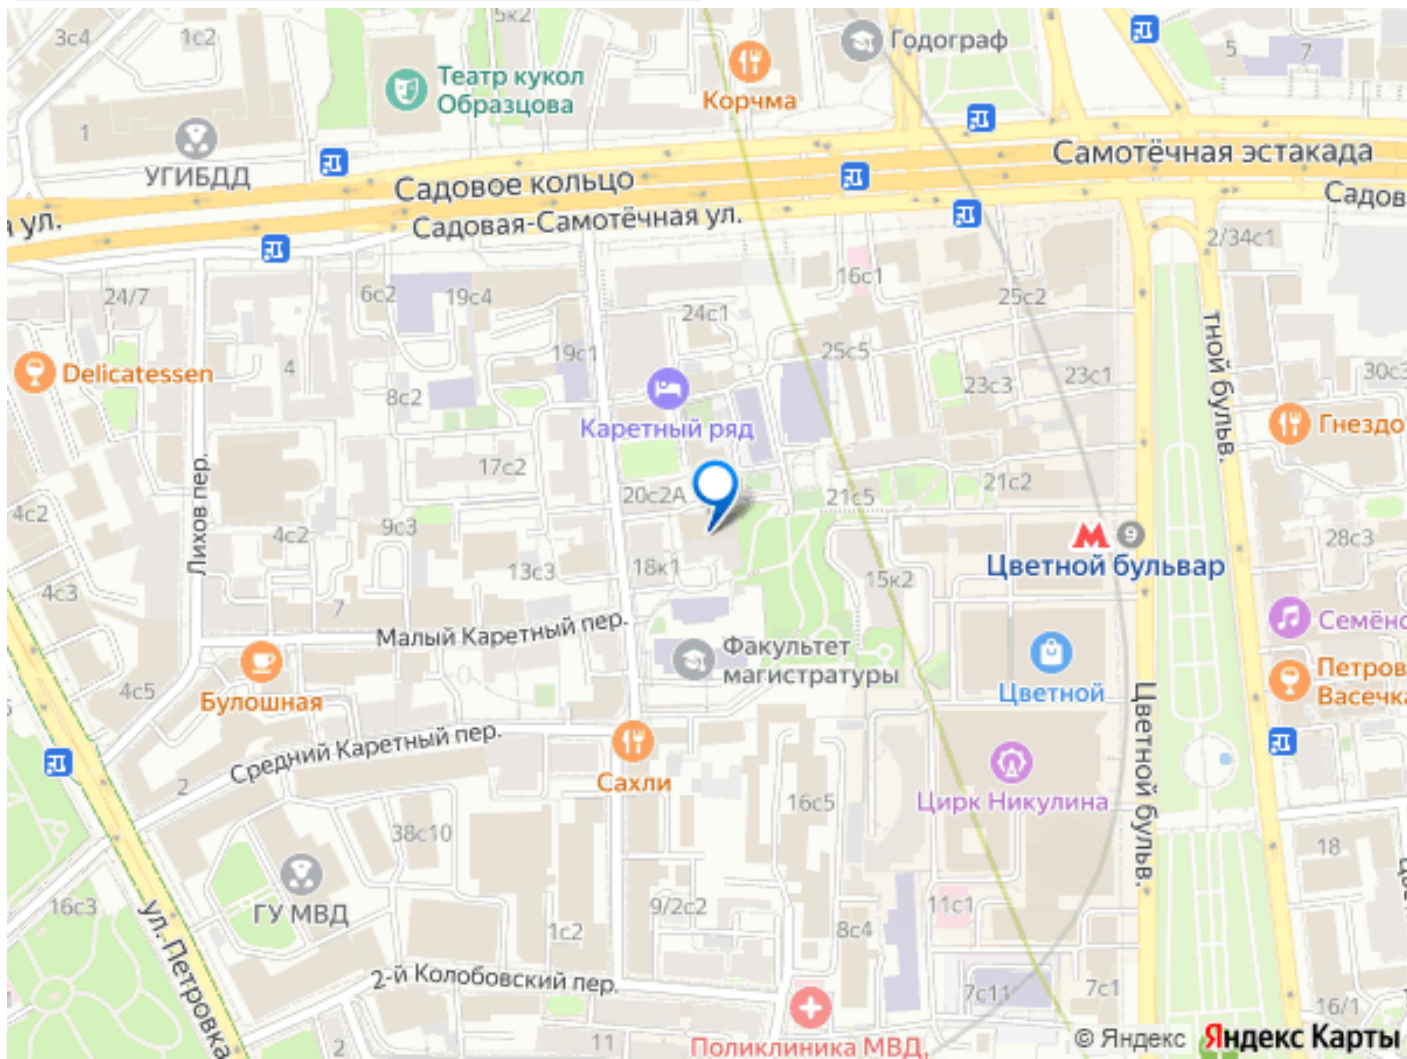 5к2
3с4
1с2
Годограф
5
7
Театр кукол
Образцова
Корчма
1
УГИБДД
Самотёчная эстакада
Садовое кольцо
Садов
я ул.
Садовая-Самотёчная ул.
2/34с1
16с1
24/7
6с2
19с4
25с2
24с1
тной бульв.
25с5
19с1
Delicatessen
4
23с3
23с1
30с3
8с2
Каретный ряд
Гнездо
17с2
Лихов пер.
20с2А
21с5
21с2
4с2
4с2
9с3
9
28с3
Цветной бульвар
13с3
18к1
15к2
4с3
7
Малый Каретный пер.
Факультет
магистратуры
Семёно
Петров
Васечка
4с5
Булошная
Цветной
Цветной бульв.
Средний Каретный пер.
2
Сахли
16с5
Цирк Никулина
38с10
18
16с3
ГУ МВД
9/2с2
11с1
ул. Петровка
1с2
8с4
2-й Колобовский пер.
7с11
7с1
16/1
2
11
Поликлиника МВД,
© Яндекс Яндекс Карты